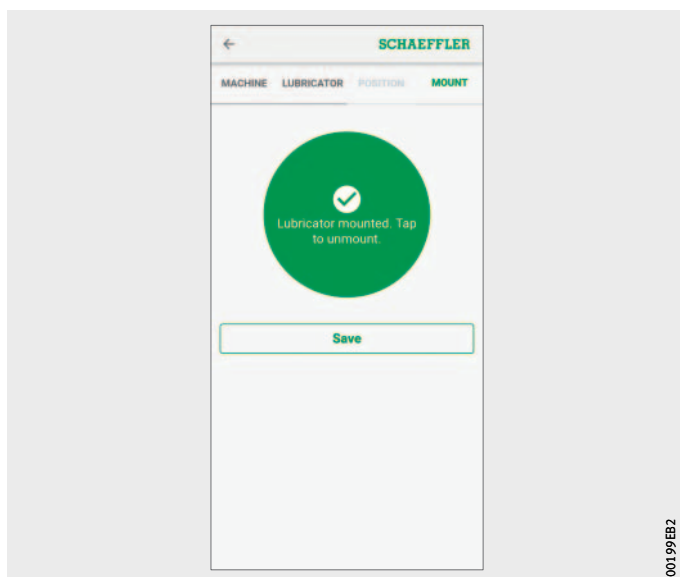 ←
SCHAEFFLER
MACHINE LUBRICATOR POSITION MOUNT
Lubricator mounted. Tap
to unmount.
Save
00199EB2